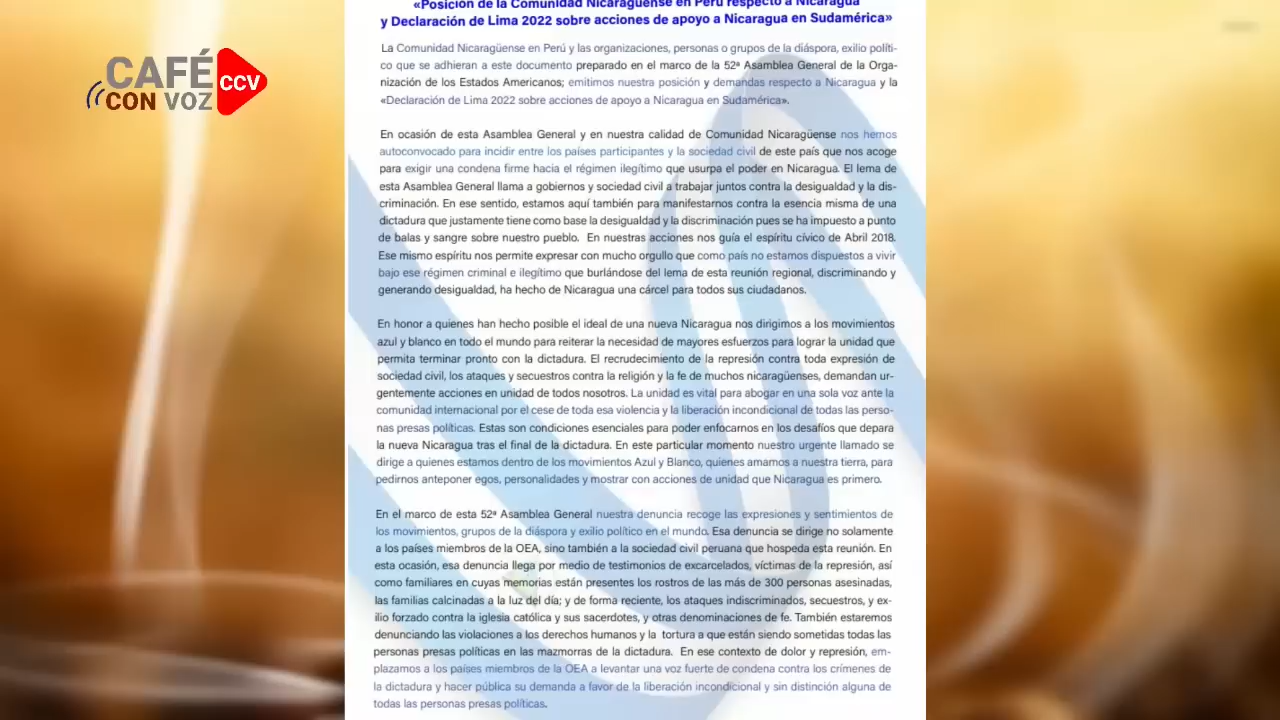 «Posición de la Comunidad Nicaragüense en Perú respecto a Nicaragua
y Declaración de Lima 2022 sobre acciones de apoyo a Nicaragua en Sudamérica»
CAFÉ
CON VOZ
CCV
La Comunidad Nicaragüense en Perú y las organizaciones, personas o grupos de la diáspora, exilio políti-
co que se adhieran a este documento preparado en el marco de la 52ª Asamblea General de la Orga-
nización de los Estados Americanos; emitimos nuestra posición y demandas respecto a Nicaragua y la
«Declaración de Lima 2022 sobre acciones de apoyo a Nicaragua en Sudamérica».
En ocasión de esta Asamblea General y en nuestra calidad de Comunidad Nicaragüense nos hemos
autoconvocado para incidir entre los países participantes y la sociedad civil de este país que nos acoge
para exigir una condena firme hacia el régimen ilegítimo que usurpa el poder en Nicaragua. El lema de
esta Asamblea General llama a gobiernos y sociedad civil a trabajar juntos contra la desigualdad y la dis-
criminación. En ese sentido, estamos aquí también para manifestarnos contra la esencia misma de una
dictadura que justamente tiene como base la desigualdad y la discriminación pues se ha impuesto a punto
de balas y sangre sobre nuestro pueblo. En nuestras acciones nos guía el espíritu cívico de Abril 2018.
Ese mismo espíritu nos permite expresar con mucho orgullo que como país no estamos dispuestos a vivir
bajo ese régimen criminal e ilegítimo que burlándose del lema de esta reunión regional, discriminando y
generando desigualdad, ha hecho de Nicaragua una cárcel para todos sus ciudadanos.
En honor a quienes han hecho posible el ideal de una nueva Nicaragua nos dirigimos a los movimientos
azul y blanco en todo el mundo para reiterar la necesidad de mayores esfuerzos para lograr la unidad que
permita terminar pronto con la dictadura. El recrudecimiento de la represión contra toda expresión de
sociedad civil, los ataques y secuestros contra la religión y la fe de muchos nicaragüenses, demandan ur-
gentemente acciones en unidad de todos nosotros. La unidad es vital para abogar en una sola voz ante la
comunidad internacional por el cese de toda esa violencia y la liberación incondicional de todas las perso-
nas presas políticas. Estas son condiciones esenciales para poder enfocarnos en los desafíos que depara
la nueva Nicaragua tras el final de la dictadura. En este particular momento nuestro urgente llamado se
dirige a quienes estamos dentro de los movimientos Azul y Blanco, quienes amamos a nuestra tierra, para
pedirnos anteponer egos, personalidades y mostrar con acciones de unidad que Nicaragua es primero.
En el marco de esta 52ª Asamblea General nuestra denuncia recoge las expresiones y sentimientos de
los movimientos, grupos de la diáspora y exilio político en el mundo. Esa denuncia se dirige no solamente
a los países miembros de la OEA, sino también a la sociedad civil peruana que hospeda esta reunión. En
esta ocasión, esa denuncia llega por medio de testimonios de excarcelados, víctimas de la represión, así
como familiares en cuyas memorias están presentes los rostros de las más de 300 personas asesinadas,
las familias calcinadas a la luz del día; y de forma reciente, los ataques indiscriminados, secuestros, y ex-
ilio forzado contra la iglesia católica y sus sacerdotes, y otras denominaciones de fe. También estaremos
denunciando las violaciones a los derechos humanos y la tortura a que están siendo sometidas todas las
personas presas políticas en las mazmorras de la dictadura. En ese contexto de dolor y represión, em-
plazamos a los países miembros de la OEA a levantar una voz fuerte de condena contra los crímenes de
la dictadura y hacer pública su demanda a favor de la liberación incondicional y sin distinción alguna de
todas las personas presas políticas.